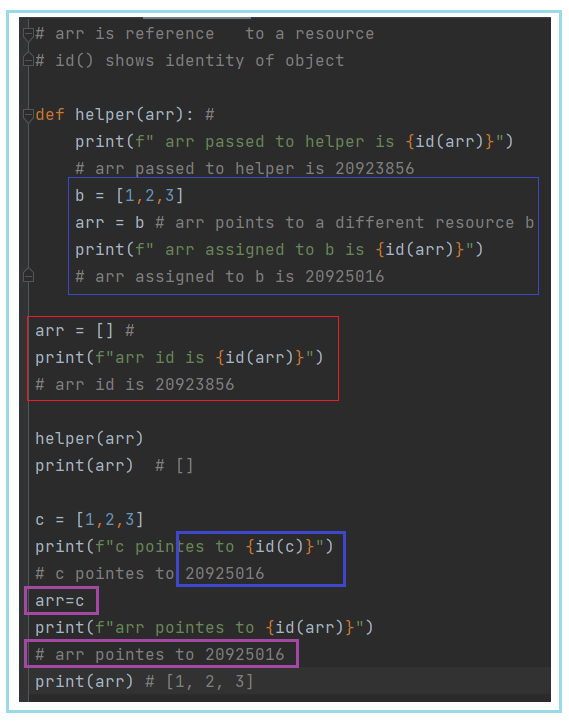 # arr is reference   to a resource
# id() shows identity of object
def helper(arr): #
    print(f" arr passed to helper is {id(arr)}")
    # arr passed to helper is 20923856
    b = [1,2,3]
    arr = b # arr points to a different resource b
    print(f" arr assigned to b is {id(arr)}")
    # arr assigned to b is 20925016
arr = [] #
print(f"arr id is {id(arr)}")
# arr id is 20923856
helper(arr)
print(arr)  # []
c = [1,2,3]
print(f"c pointes to {id(c)}")
# c pointes to 20925016
arr=c
print(f"arr pointes to {id(arr)}")
# arr pointes to 20925016
print(arr) # [1, 2, 3]